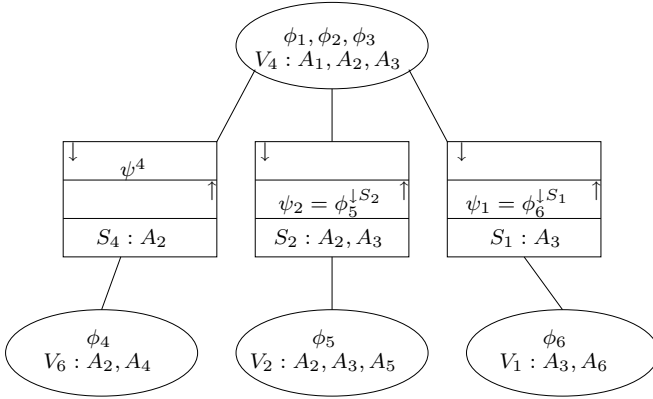 ϕ₁, ϕ₂, ϕ₃
V₄ : A₁, A₂, A₃
↓ ↓ ↓
ψ⁴
↑ ↑ ↑
ψ₂ = ϕ₅^{↓S₂} ψ₁ = ϕ₆^{↓S₁}
S₄ : A₂ S₂ : A₂, A₃ S₁ : A₃
ϕ₄ ϕ₅ ϕ₆
V₆ : A₂, A₄ V₂ : A₂, A₃, A₅ V₁ : A₃, A₆